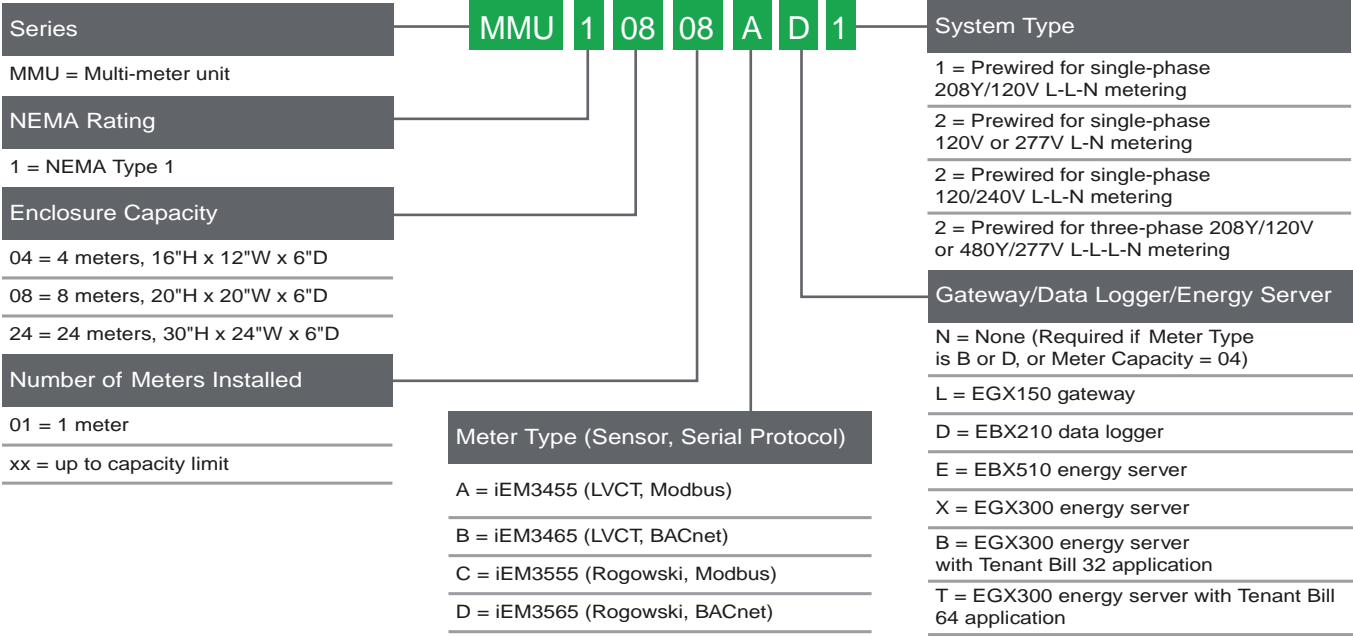 MMU 1 08 08 A D 1
Series
MMU = Multi-meter unit
NEMA Rating
1 = NEMA Type 1
Enclosure Capacity
04 = 4 meters, 16"H x 12"W x 6"D
08 = 8 meters, 20"H x 20"W x 6"D
24 = 24 meters, 30"H x 24"W x 6"D
Number of Meters Installed
01 = 1 meter
xx = up to capacity limit
Meter Type (Sensor, Serial Protocol)
A = iEM3455 (LVCT, Modbus)
B = iEM3465 (LVCT, BACnet)
C = iEM3555 (Rogowski, Modbus)
D = iEM3565 (Rogowski, BACnet)
System Type
1 = Prewired for single-phase
208Y/120V L-L-N metering
2 = Prewired for single-phase
120V or 277V L-N metering
2 = Prewired for single-phase
120/240V L-L-N metering
2 = Prewired for three-phase 208Y/120V
or 480Y/277V L-L-L-N metering
Gateway/Data Logger/Energy Server
N = None (Required if Meter Type
is B or D, or Meter Capacity = 04)
L = EGX150 gateway
D = EBX210 data logger
E = EBX510 energy server
X = EGX300 energy server
B = EGX300 energy server
with Tenant Bill 32 application
T = EGX300 energy server with Tenant Bill
64 application